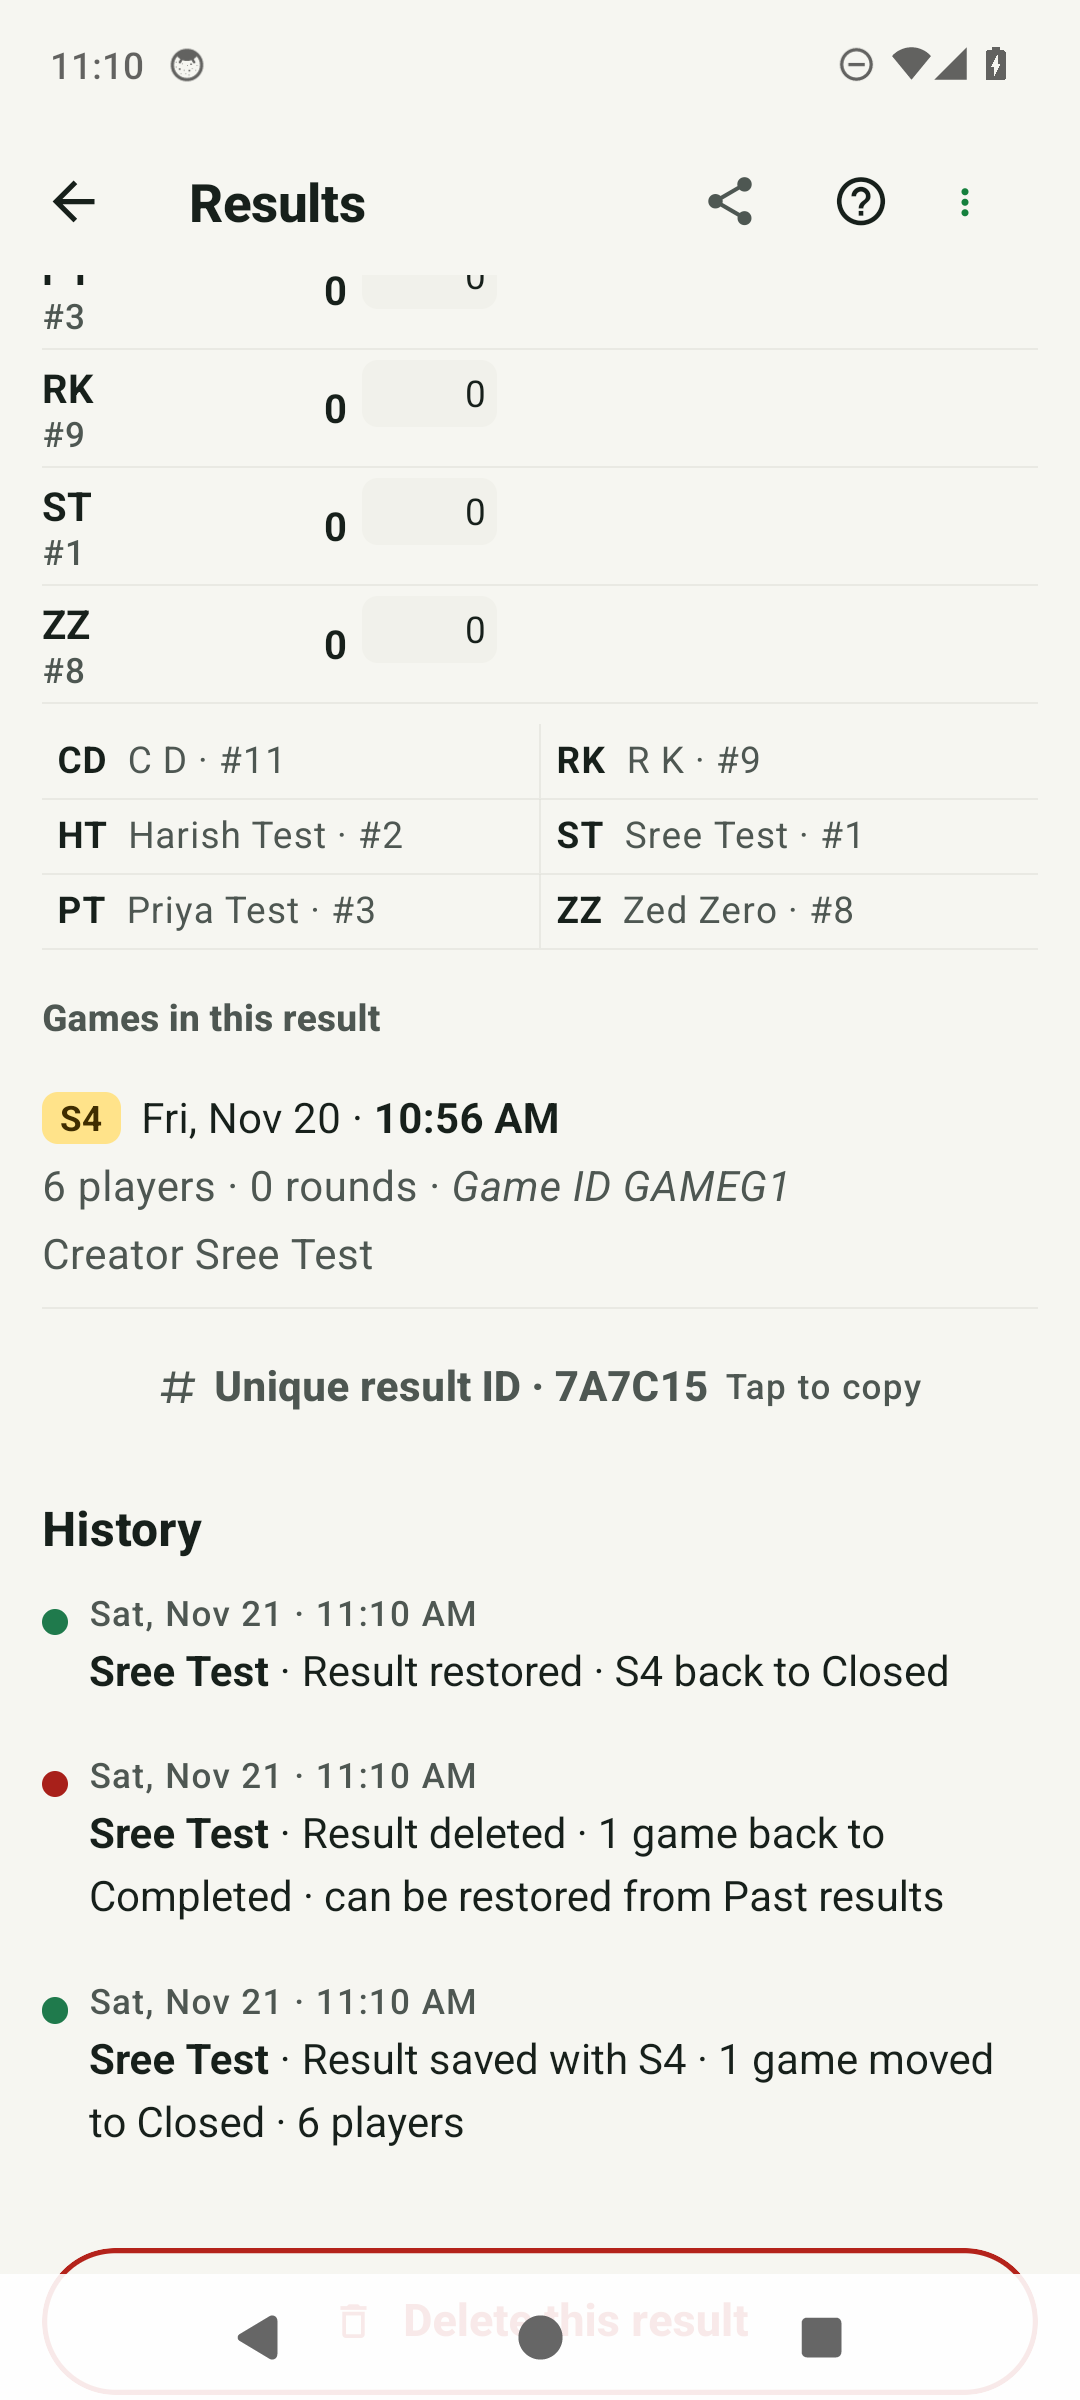 11:10
Results
0 0
#3
RK
0 0
#9
ST
0 0
#1
ZZ
0 0
#8
CD C D · #11
RK R K · #9
HT Harish Test · #2
ST Sree Test · #1
PT Priya Test · #3
ZZ Zed Zero · #8
Games in this result
S4 Fri, Nov 20 · 10:56 AM
6 players · 0 rounds · Game ID GAMEG1
Creator Sree Test
# Unique result ID · 7A7C15 Tap to copy
History
Sat, Nov 21 · 11:10 AM
Sree Test · Result restored · S4 back to Closed
Sat, Nov 21 · 11:10 AM
Sree Test · Result deleted · 1 game back to
Completed · can be restored from Past results
Sat, Nov 21 · 11:10 AM
Sree Test · Result saved with S4 · 1 game moved
to Closed · 6 players
Delete this result